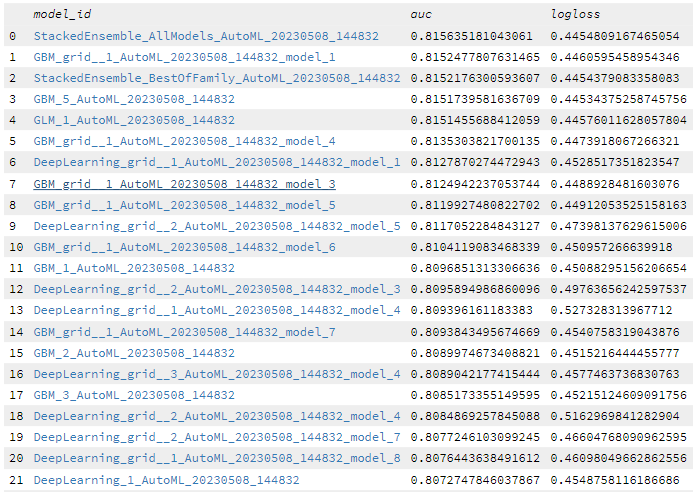 model_id auc logloss
0 StackedEnsemble_AllModels_AutoML_20230508_144832 0.815635181043061 0.4454809167465054
1 GBM_grid__1_AutoML_20230508_144832_model_1 0.8152477807631465 0.4460595458954346
2 StackedEnsemble_BestOfFamily_AutoML_20230508_144832 0.8152176300593607 0.4454379083358083
3 GBM_5_AutoML_20230508_144832 0.8151739581636709 0.44534375258745756
4 GLM_1_AutoML_20230508_144832 0.8151455688412059 0.44576011628057804
5 GBM_grid__1_AutoML_20230508_144832_model_4 0.8135303821700135 0.4473918067266321
6 DeepLearning_grid__1_AutoML_20230508_144832_model_1 0.8127870274472943 0.4528517351823547
7 GBM_grid__1_AutoML_20230508_144832_model_3 0.8124942237053744 0.4488928481603076
8 GBM_grid__1_AutoML_20230508_144832_model_5 0.8119927480822702 0.44912053525158163
9 DeepLearning_grid__2_AutoML_20230508_144832_model_5 0.8117052284843127 0.47398137629615006
10 GBM_grid__1_AutoML_20230508_144832_model_6 0.8104119083468339 0.450957266639918
11 GBM_1_AutoML_20230508_144832 0.8096851313306636 0.45088295156206654
12 DeepLearning_grid__2_AutoML_20230508_144832_model_3 0.8095894986860096 0.49763656242597537
13 DeepLearning_grid__1_AutoML_20230508_144832_model_4 0.809396161183383 0.527328313967712
14 GBM_grid__1_AutoML_20230508_144832_model_7 0.8093843495674669 0.4540758319043876
15 GBM_2_AutoML_20230508_144832 0.8089974673408821 0.4515216444455777
16 DeepLearning_grid__3_AutoML_20230508_144832_model_4 0.8089042177415444 0.4577463736830763
17 GBM_3_AutoML_20230508_144832 0.8085173355149595 0.45215124609091756
18 DeepLearning_grid__2_AutoML_20230508_144832_model_4 0.8084869257845088 0.5162969841282904
19 DeepLearning_grid__2_AutoML_20230508_144832_model_7 0.8077246103099245 0.46604768090962595
20 DeepLearning_grid__1_AutoML_20230508_144832_model_8 0.8076443638491612 0.46098049662862556
21 DeepLearning_1_AutoML_20230508_144832 0.8072747846037867 0.4548758116186686